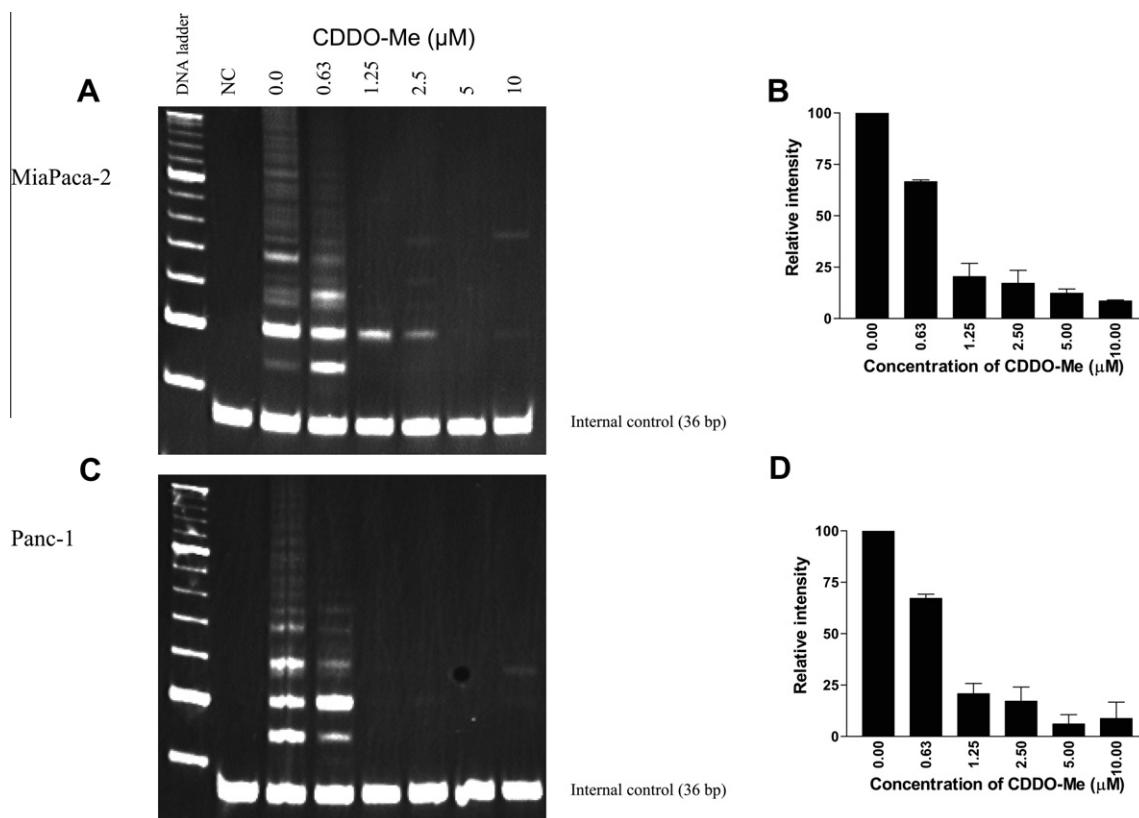 CDDO-Me (µM)
DNA ladder
NC
0.0
0.63
1.25
2.5
5
10
A
MiaPaca-2
Internal control (36 bp)
B
Relative intensity
100
75
50
25
0
0.00
0.63
1.25
2.50
5.00
10.00
Concentration of CDDO-Me (µM)
C
Panc-1
Internal control (36 bp)
D
Relative intensity
100
75
50
25
0
0.00
0.63
1.25
2.50
5.00
10.00
Concentration of CDDO-Me (µM)